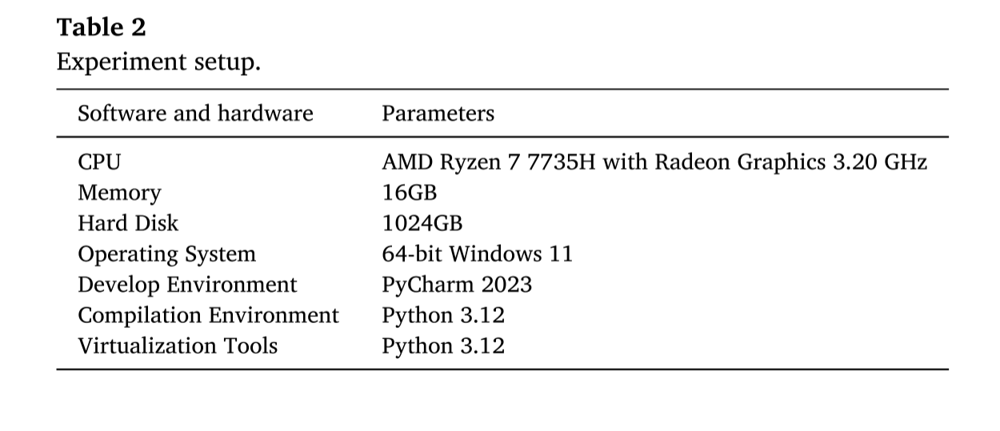 Table 2
Experiment setup.
Software and hardware Parameters
CPU AMD Ryzen 7 7735H with Radeon Graphics 3.20 GHz
Memory 16GB
Hard Disk 1024GB
Operating System 64-bit Windows 11
Develop Environment PyCharm 2023
Compilation Environment Python 3.12
Virtualization Tools Python 3.12